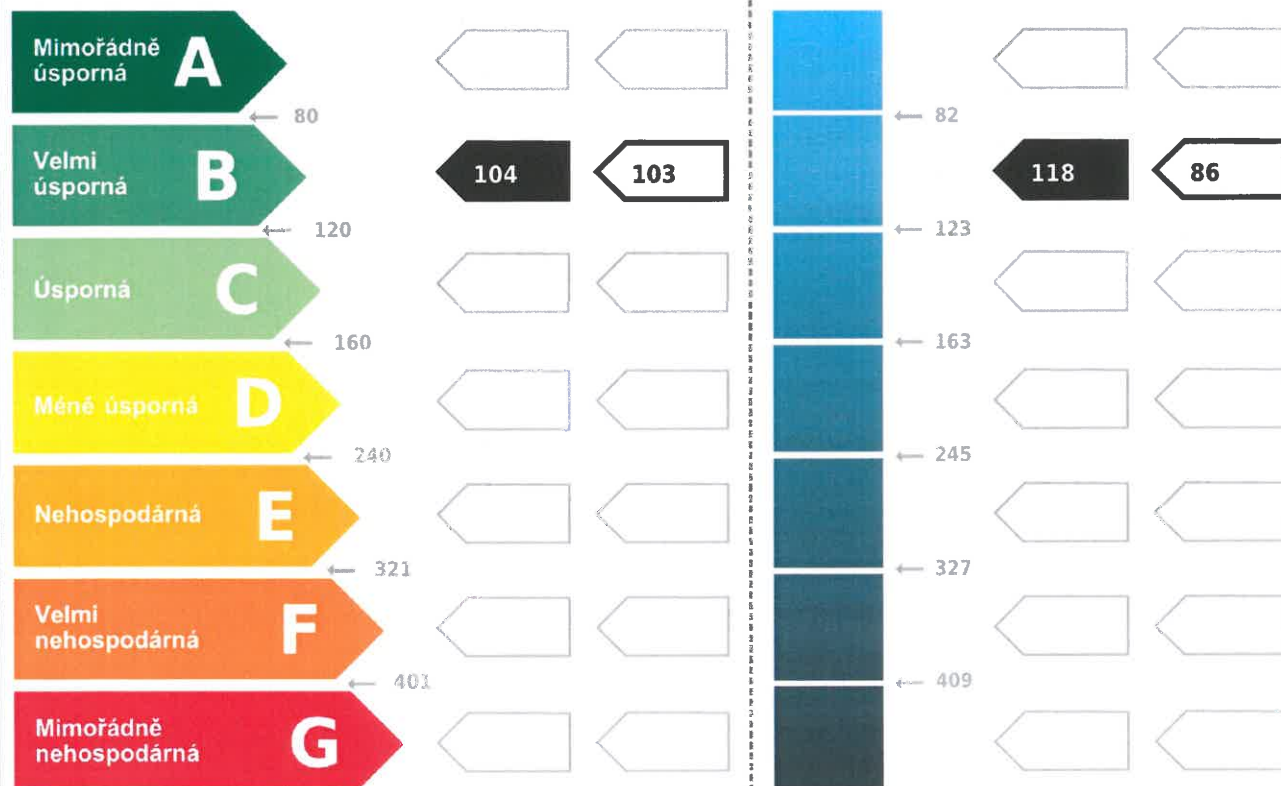 Mimořádně
úsporná A
80
82
Velmi
úsporná B
104
103
118
86
120
123
Úsporná C
160
163
Méně úsporná D
240
245
Nehospodárná E
321
327
Velmi
nehospodárná F
401
409
Mimořádně
nehospodárná G